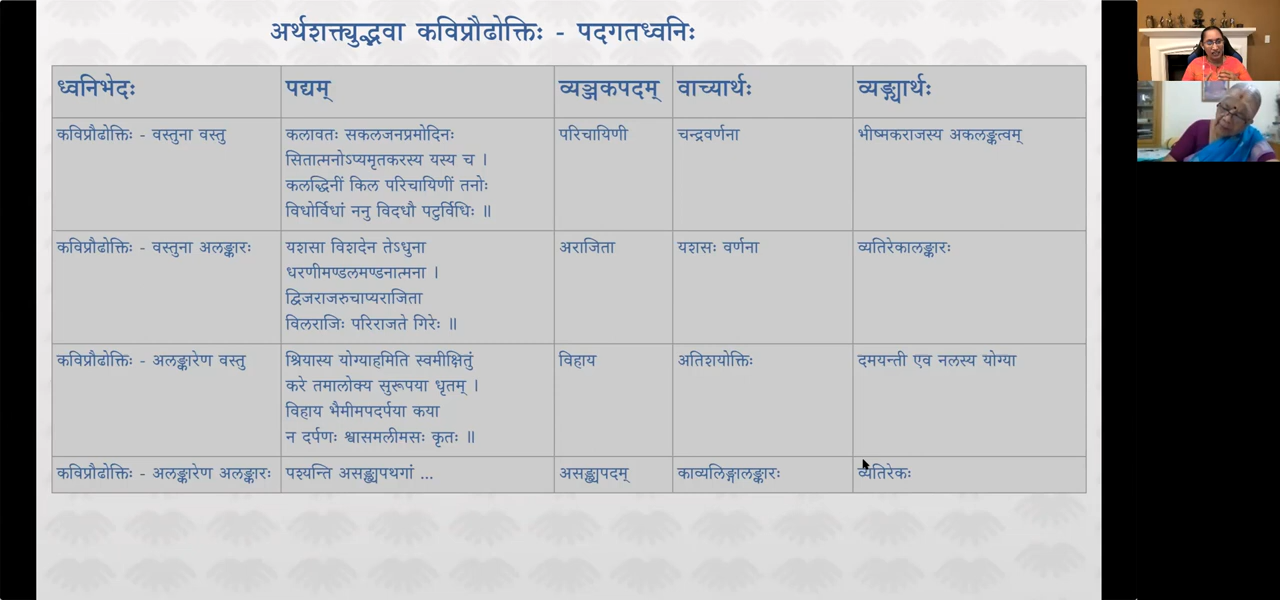 अर्थशक्त्युद्भवा कविप्रौढोक्तिः - पदगतध्वनिः
ध्वनिभेदः पद्यम् व्यञ्जकपदम् वाच्यार्थः व्यङ्ग्यार्थः
कविप्रौढोक्तिः - वस्तुना वस्तु कलावतः सकलजनप्रमोदिनः परिचायिणी चन्द्रवर्णना भीष्मकराजस्य अकलङ्कत्वम्
सितात्मनोऽप्यमृतकरस्य यस्य च ।
कलद्धिनीं किल परिचायिणीं तनोः
विधोर्विधां ननु विदधौ पटुर्विधिः ॥
कविप्रौढोक्तिः - वस्तुना अलङ्कारः यशसा विशदेन तेऽधुना अराजिता यशसः वर्णना व्यतिरेकालङ्कारः
धरणीमण्डलमण्डनात्मना ।
द्विजराजरुचाप्यराजिता
विलराजिः परिराजते गिरेः ॥
कविप्रौढोक्तिः - अलङ्कारेण वस्तु श्रियास्य योग्याहमिति स्वमीक्षितुं विहाय अतिशयोक्तिः दमयन्ती एव नलस्य योग्या
करे तमालोक्य सुरूपया धृतम् ।
विहाय भैमीमपदर्पया कया
न दर्पणः श्वासमलीमसः कृतः ॥
कविप्रौढोक्तिः - अलङ्कारेण अलङ्कारः पश्यन्ति असङ्ख्यपथगां ... असङ्ख्यपदम् काव्यलिङ्गालङ्कारः व्यतिरेकः